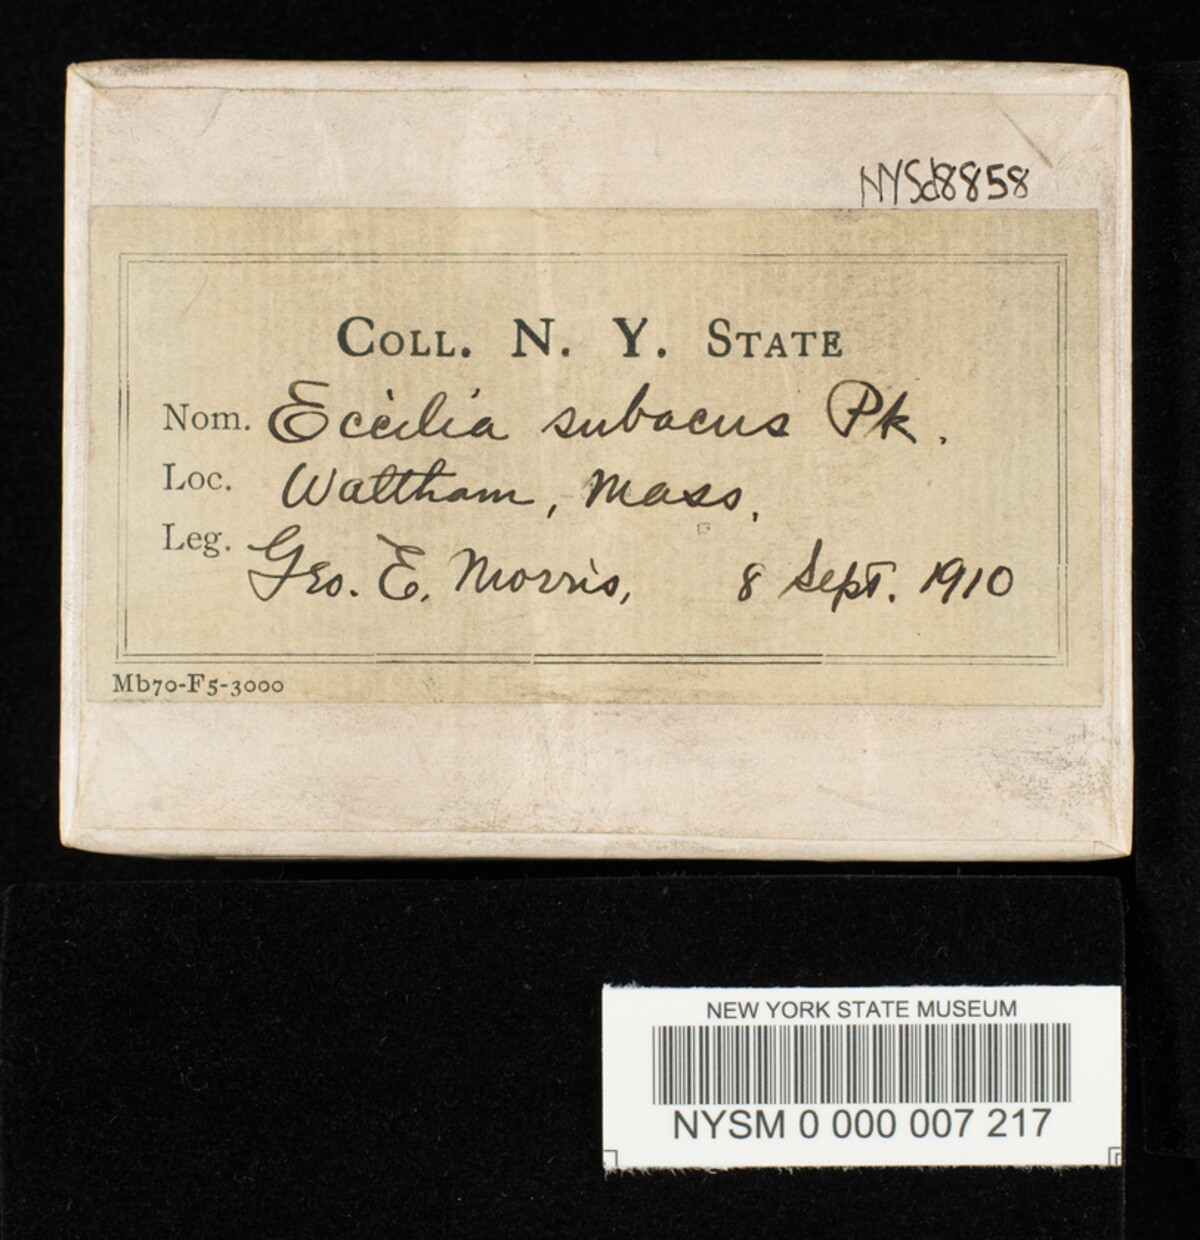 NYSd8858
COLL. N. Y. STATE
Nom. Eccilia subacus Pk.
Loc. Waltham, Mass.
Leg. Geo. E. Morris, 8 Sept. 1910
Mb70-F5-3000
NEW YORK STATE MUSEUM
NYSM 0 000 007 217